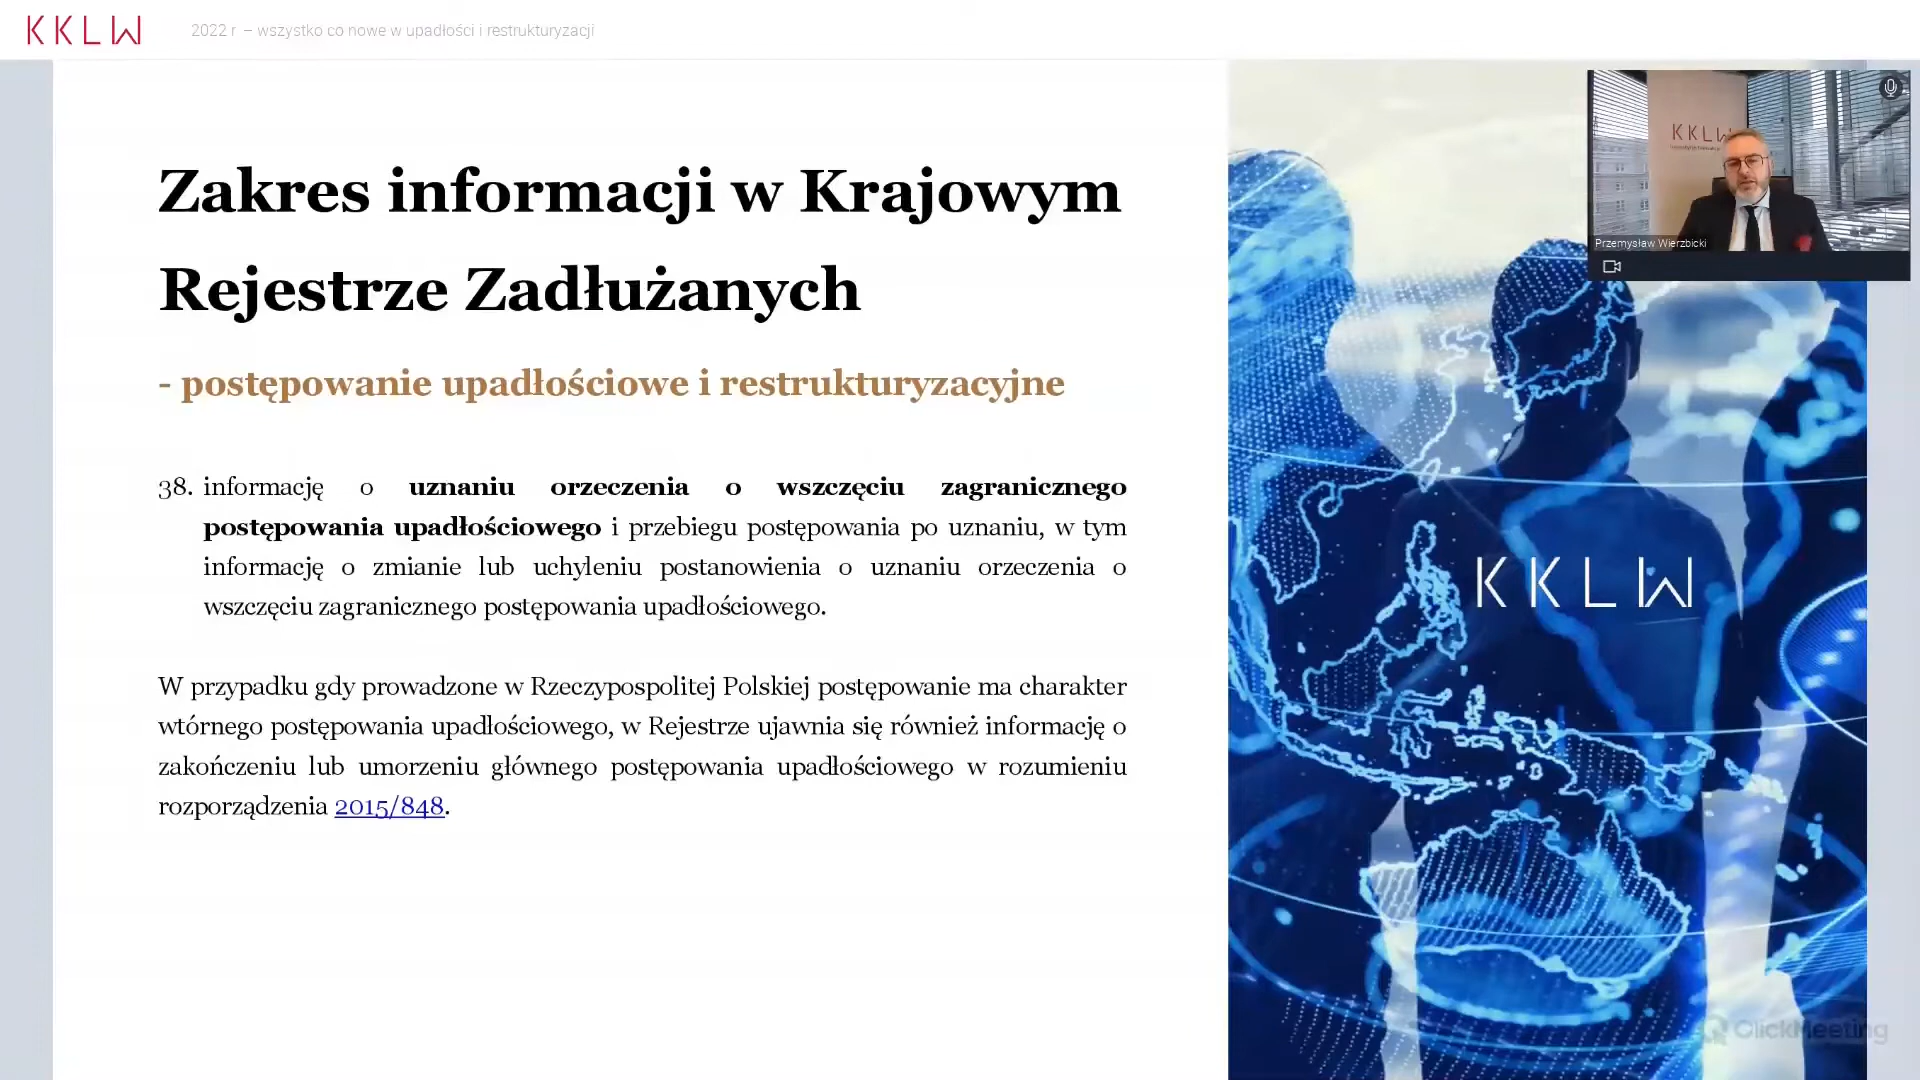 KKLW
2022 r – wszystko co nowe w upadłości i restrukturyzacji
Zakres informacji w Krajowym
Rejestrze Zadłużanych
- postępowanie upadłościowe i restrukturyzacyjne
38. informację o uznaniu orzeczenia o wszczęciu zagranicznego
postępowania upadłościowego i przebiegu postępowania po uznaniu, w tym
informację o zmianie lub uchyleniu postanowienia o uznaniu orzeczenia o
wszczęciu zagranicznego postępowania upadłościowego.
W przypadku gdy prowadzone w Rzeczypospolitej Polskiej postępowanie ma charakter
wtórnego postępowania upadłościowego, w Rejestrze ujawnia się również informację o
zakończeniu lub umorzeniu głównego postępowania upadłościowego w rozumieniu
rozporządzenia 2015/848.
KKLW
Przemysław Wierzbicki
KKLW
ClickMeeting